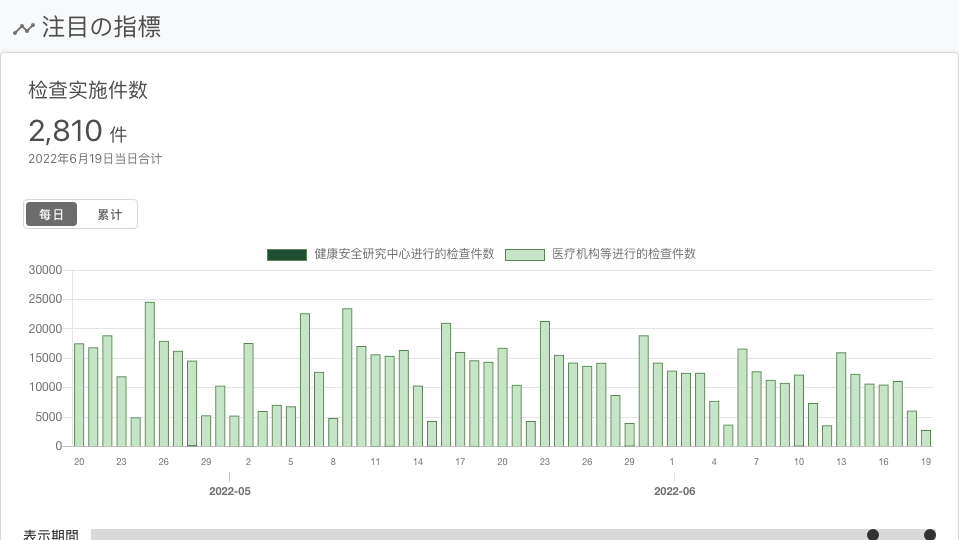 注目の指標
检查实施件数
2,810 件
2022年6月19日当日合计
每日 累计
健康安全研究中心进行的检查件数 医疗机构等进行的检查件数
30000
25000
20000
15000
10000
5000
0
20 23 26 29 2 5 8 11 14 17 20 23 26 29 1 4 7 10 13 16 19
2022-05 2022-06
表示期間